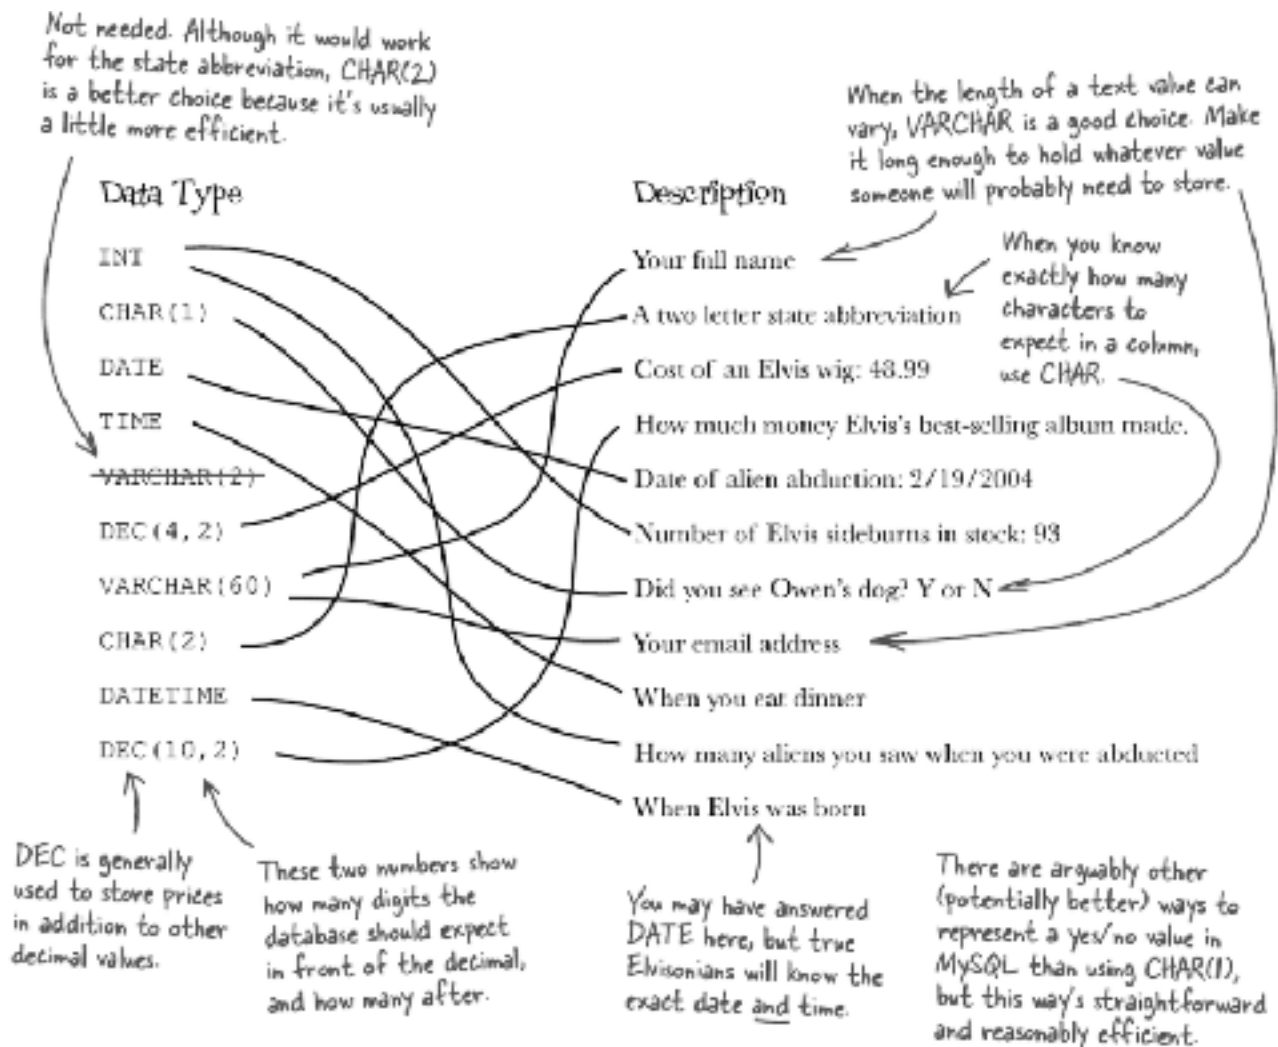 Not needed. Although it would work
for the state abbreviation, CHAR(2)
is a better choice because it's usually
a little more efficient.
When the length of a text value can
vary, VARCHAR is a good choice. Make
it long enough to hold whatever value
someone will probably need to store.
Data Type
INT
CHAR(1)
DATE
TIME
VARCHAR(2)
DEC(4,2)
VARCHAR(60)
CHAR(2)
DATETIME
DEC(10,2)
Description
Your full name
A two letter state abbreviation
Cost of an Elvis wig: 48.99
How much money Elvis's best-selling album made.
Date of alien abduction: 2/19/2004
Number of Elvis sideburns in stock: 93
Did you see Owen's dog? Y or N
Your email address
When you eat dinner
How many aliens you saw when you were abducted
When Elvis was born
When you know
exactly how many
characters to
expect in a column,
use CHAR.
DEC is generally
used to store prices
in addition to other
decimal values.
These two numbers show
how many digits the
database should expect
in front of the decimal,
and how many after.
You may have answered
DATE here, but true
Elvisonians will know the
exact date and time.
There are arguably other
(potentially better) ways to
represent a yes/no value in
MySQL than using CHAR(1),
but this way's straightforward
and reasonably efficient.